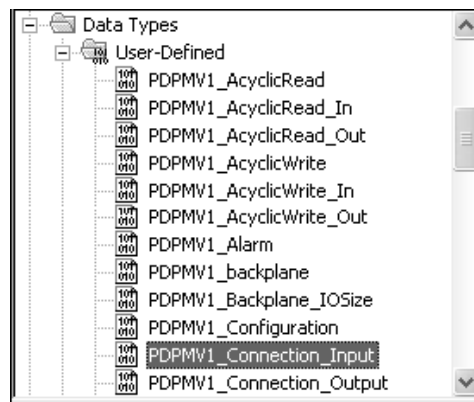 Data Types
User-Defined
PDPMV1_AcyclicRead
PDPMV1_AcyclicRead_In
PDPMV1_AcyclicRead_Out
PDPMV1_AcyclicWrite
PDPMV1_AcyclicWrite_In
PDPMV1_AcyclicWrite_Out
PDPMV1_Alarm
PDPMV1_backplane
PDPMV1_Backplane_IOSize
PDPMV1_Configuration
PDPMV1_Connection_Input
PDPMV1_Connection_Output